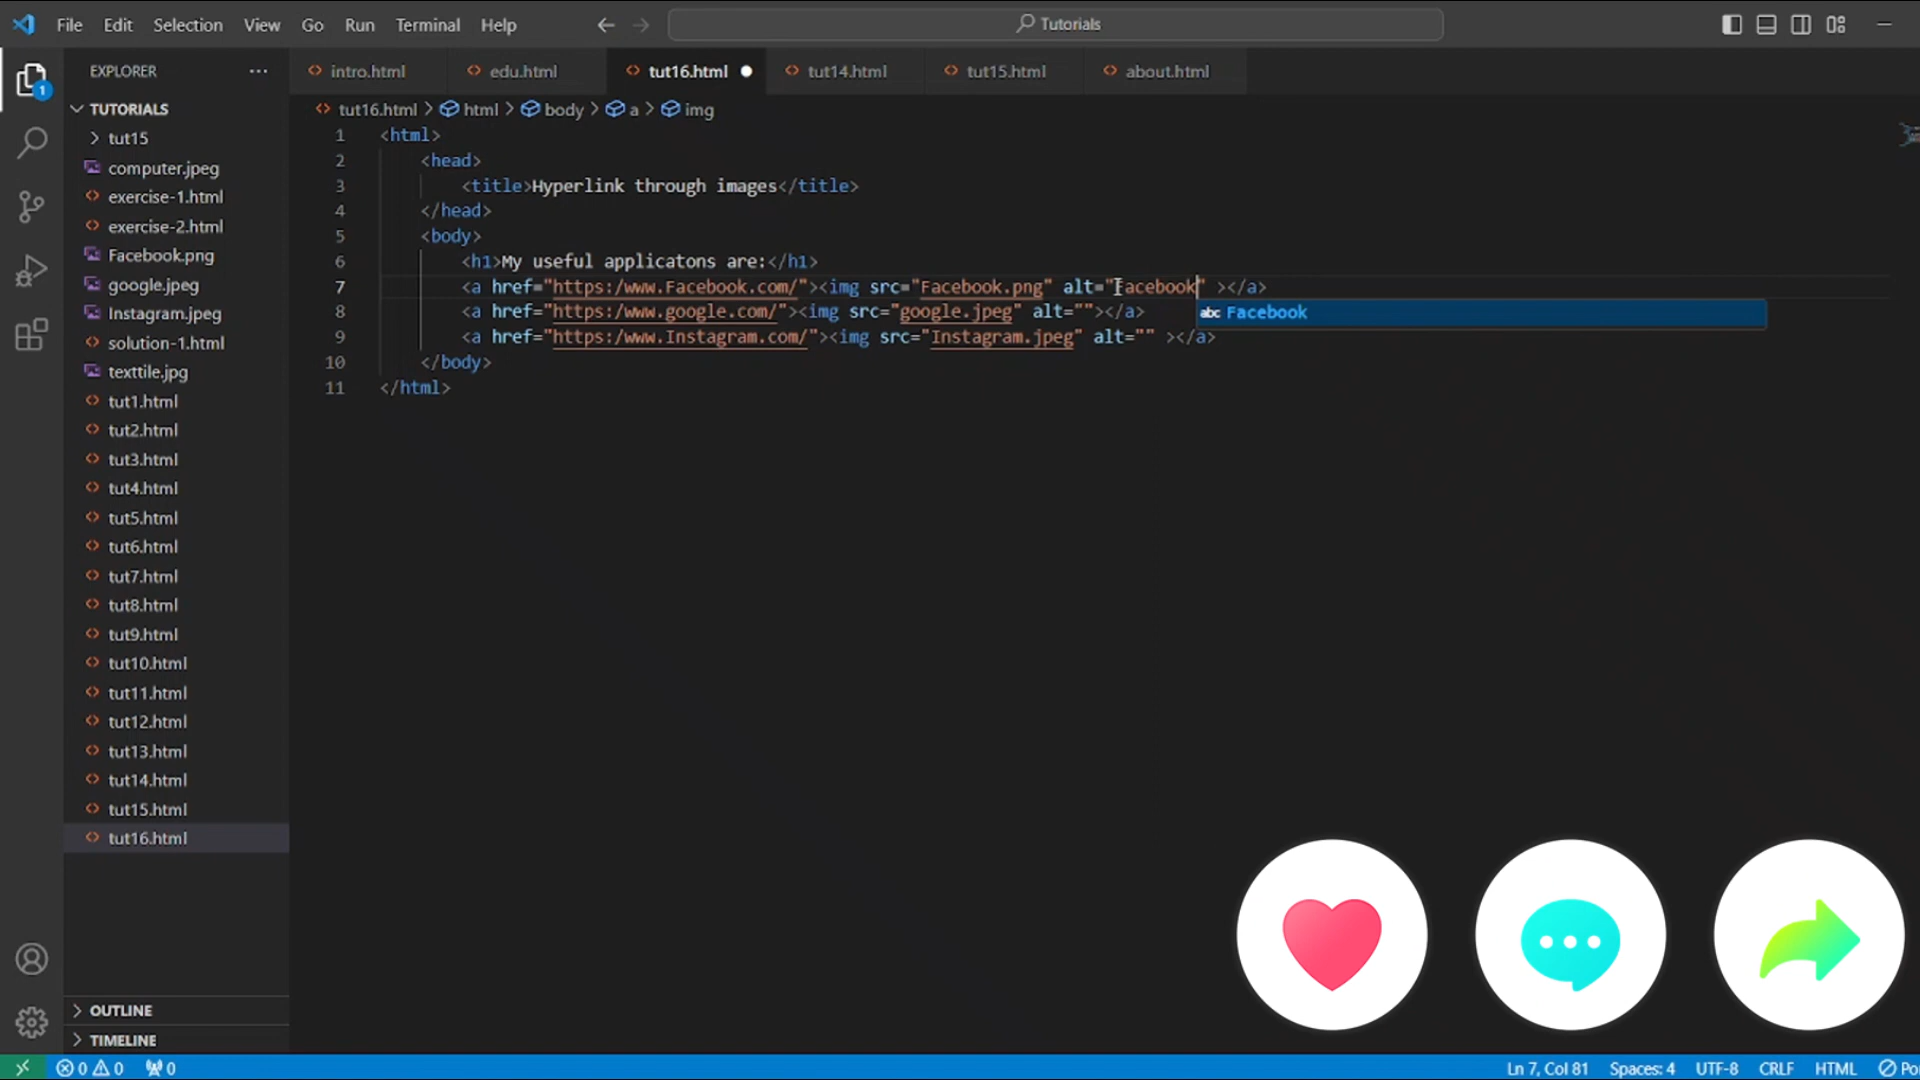 File Edit Selection View Go Run Terminal Help
Tutorials
EXPLORER
intro.html
edu.html
tut16.html
tut14.html
tut15.html
about.html
1
TUTORIALS
tut15
computer.jpeg
exercise-1.html
exercise-2.html
Facebook.png
google.jpeg
Instagram.jpeg
solution-1.html
texttile.jpg
tut1.html
tut2.html
tut3.html
tut4.html
tut5.html
tut6.html
tut7.html
tut8.html
tut9.html
tut10.html
tut11.html
tut12.html
tut13.html
tut14.html
tut15.html
tut16.html
OUTLINE
TIMELINE
tut16.html > html > body > a > img
1 <html>
2 <head>
3 <title>Hyperlink through images</title>
4 </head>
5 <body>
6 <h1>My useful applicatons are:</h1>
7 <a href="https:/www.Facebook.com/"><img src="Facebook.png" alt="Facebook" ></a>
8 <a href="https:/www.google.com/"><img src="google.jpeg" alt=""></a>
9 <a href="https:/www.Instagram.com/"><img src="Instagram.jpeg" alt="" ></a>
10 </body>
11 </html>
abc Facebook
0 0 0
Ln 7, Col 81 Spaces: 4 UTF-8 CRLF HTML